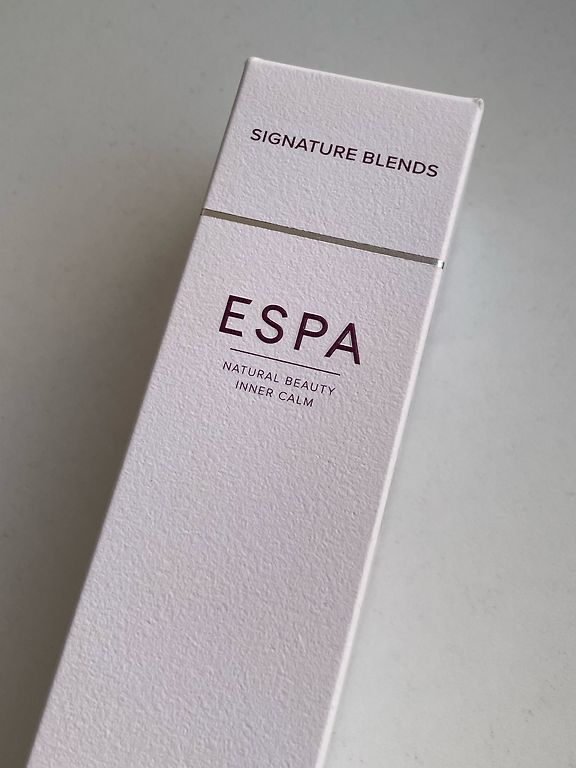 SIGNATURE BLENDS
ESPA
NATURAL BEAUTY
INNER CALM